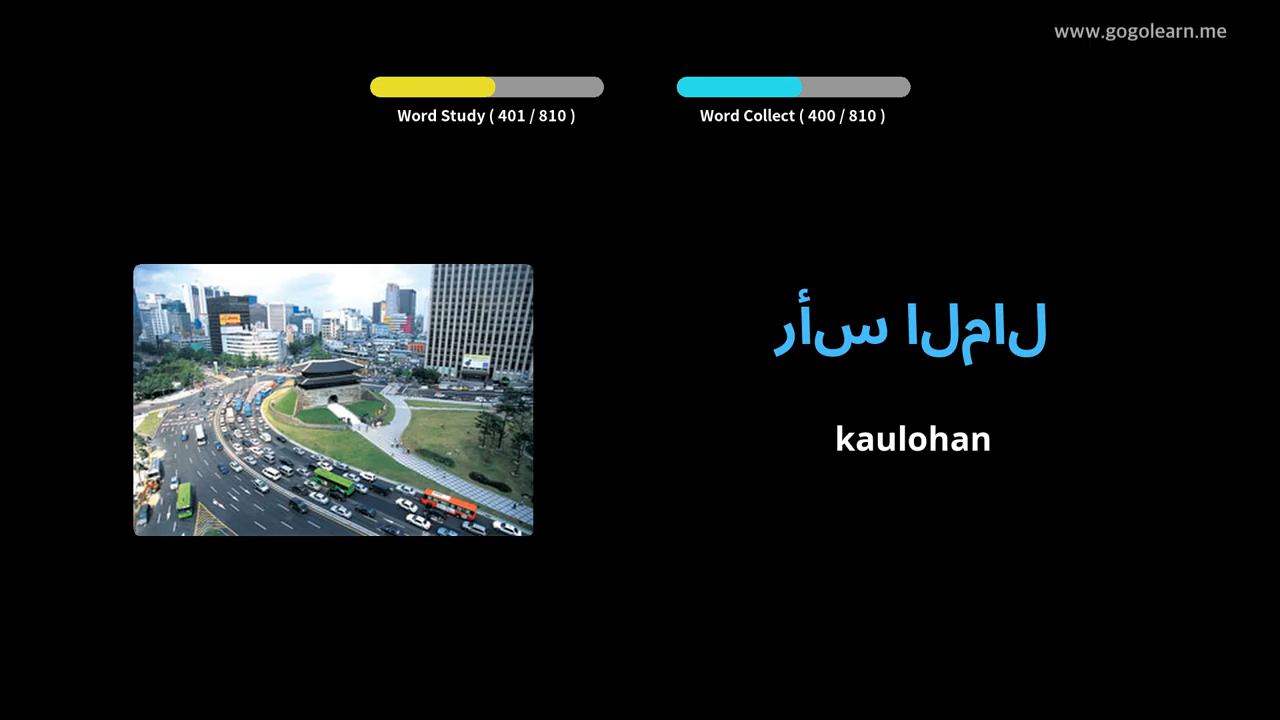 www.gogolearn.me
Word Study ( 401 / 810 )
Word Collect ( 400 / 810 )
رأس المال
kaulohan